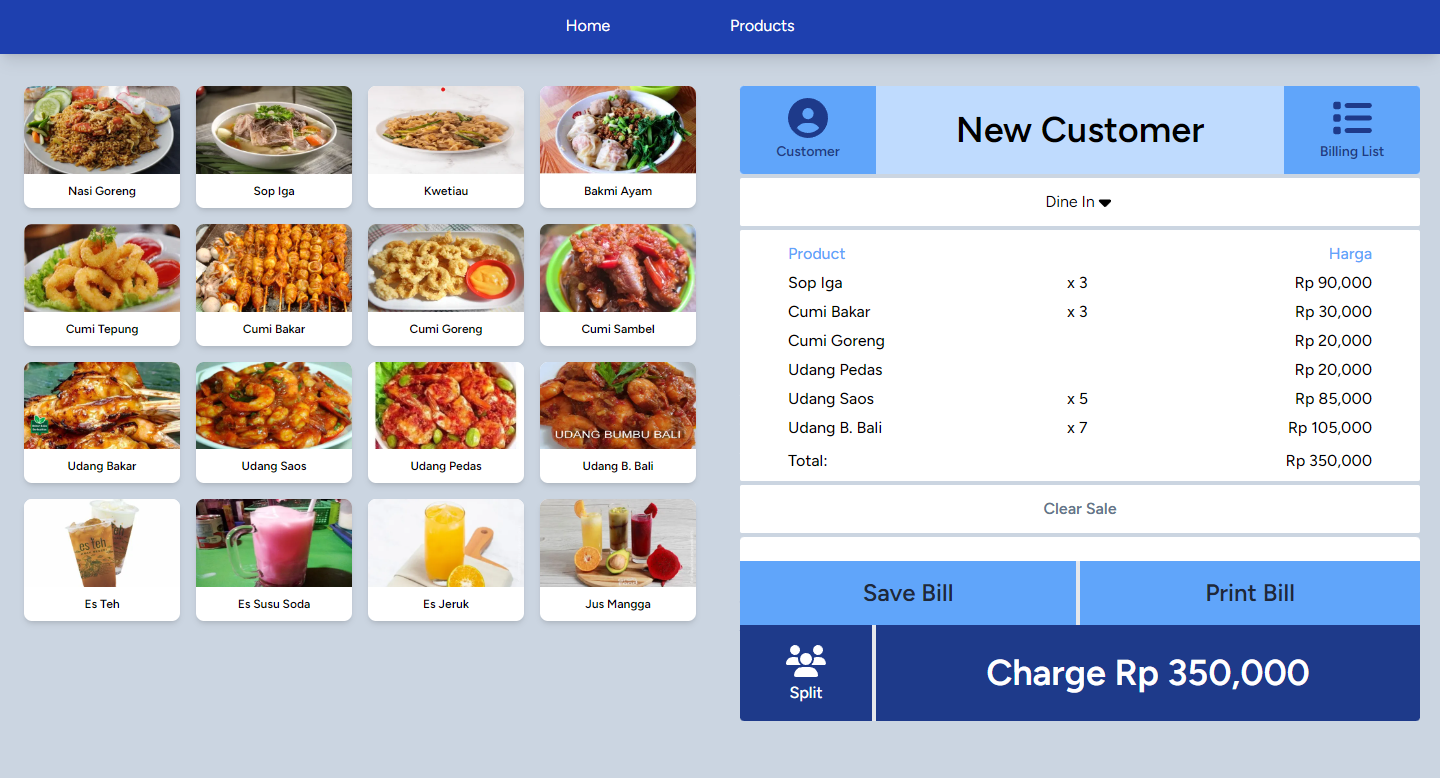 Home Products
Nasi Goreng Sop Iga Kwetiau Bakmi Ayam
Cumi Tepung Cumi Bakar Cumi Goreng Cumi Sambel
UDANG BUMBU BALI
Udang Bakar Udang Saos Udang Pedas Udang B. Bali
es teh
Es Teh Es Susu Soda Es Jeruk Jus Mangga
New Customer
Customer Billing List
Dine In
Product Harga
Sop Iga x 3 Rp 90,000
Cumi Bakar x 3 Rp 30,000
Cumi Goreng Rp 20,000
Udang Pedas Rp 20,000
Udang Saos x 5 Rp 85,000
Udang B. Bali x 7 Rp 105,000
Total: Rp 350,000
Clear Sale
Save Bill Print Bill
Split Charge Rp 350,000